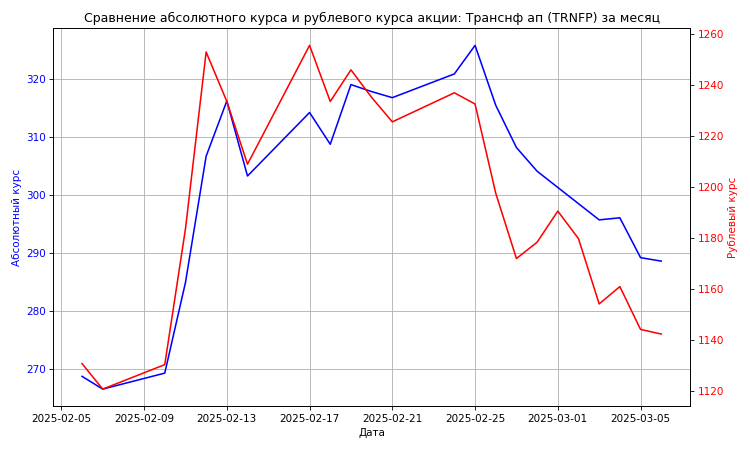 Сравнение абсолютного курса и рублевого курса акции: Транснф ап (TRNFP) за месяц
Абсолютный курс
320
310
300
290
280
270
1260
1240
1220
1200
1180
1160
1140
1120
Рублевый курс
2025-02-05 2025-02-09 2025-02-13 2025-02-17 2025-02-21 2025-02-25 2025-03-01 2025-03-05
Дата